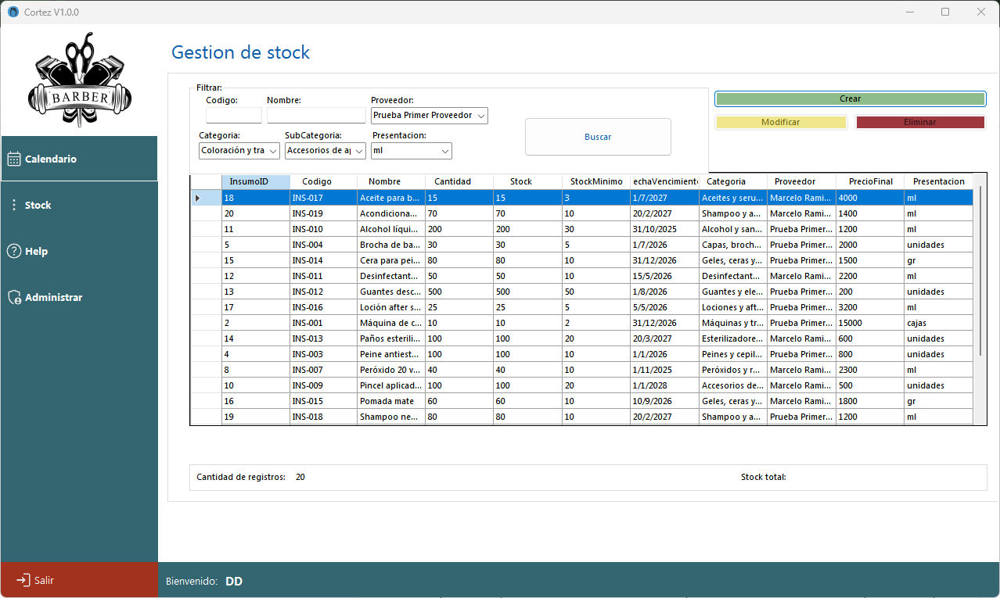 Cortez V1.0.0
BARBER
Gestion de stock
Filtrar:
Codigo: Nombre: Proveedor:
Prueba Primer Proveedor
Categoria: SubCategoria: Presentacion:
Coloración y tra Accesorios de a ml
Buscar
Crear
Modificar Eliminar
Calendario
Stock
Help
Administrar
InsumoID Codigo Nombre Cantidad Stock StockMinimo echaVencimiento Categoria Proveedor PrecioFinal Presentacion
18 INS-017 Aceite para b... 15 15 3 1/7/2027 Aceites y seru... Marcelo Rami... 4000 ml
20 INS-019 Acondiciona... 70 70 10 20/2/2027 Shampoo y a... Marcelo Rami... 1400 ml
11 INS-010 Alcohol líqui... 200 200 30 31/10/2025 Alcohol y san... Prueba Primer... 1200 ml
5 INS-004 Brocha de ba... 30 30 5 1/7/2026 Capas, broch... Prueba Primer... 2000 unidades
15 INS-014 Cera para pei... 80 80 10 31/12/2026 Geles, ceras y... Prueba Primer... 1500 gr
12 INS-011 Desinfectant... 50 50 10 15/5/2026 Desinfectant... Marcelo Rami... 2200 ml
13 INS-012 Guantes desc... 500 500 50 1/8/2026 Guantes y ele... Prueba Primer... 200 unidades
17 INS-016 Loción after s... 25 25 5 5/5/2026 Lociones y aft... Prueba Primer... 3200 ml
2 INS-001 Máquina de c... 10 10 2 31/12/2026 Máquinas y tr... Prueba Primer... 15000 cajas
14 INS-013 Paños esterili... 100 100 20 20/3/2027 Esterilizadore... Marcelo Rami... 600 unidades
4 INS-003 Peine antiest... 100 100 10 1/1/2026 Peines y cepil... Prueba Primer... 800 unidades
8 INS-007 Peróxido 20 v... 40 40 10 1/11/2025 Peróxidos y r... Marcelo Rami... 2300 ml
10 INS-009 Pincel aplicad... 100 100 20 1/1/2028 Accesorios de... Marcelo Rami... 500 unidades
16 INS-015 Pomada mate 60 60 10 10/9/2026 Geles, ceras y... Marcelo Rami... 1800 gr
19 INS-018 Shampoo ne... 80 80 10 20/2/2027 Shampoo y a... Prueba Primer... 1200 ml
Cantidad de registros: 20 Stock total:
Salir
Bienvenido: DD